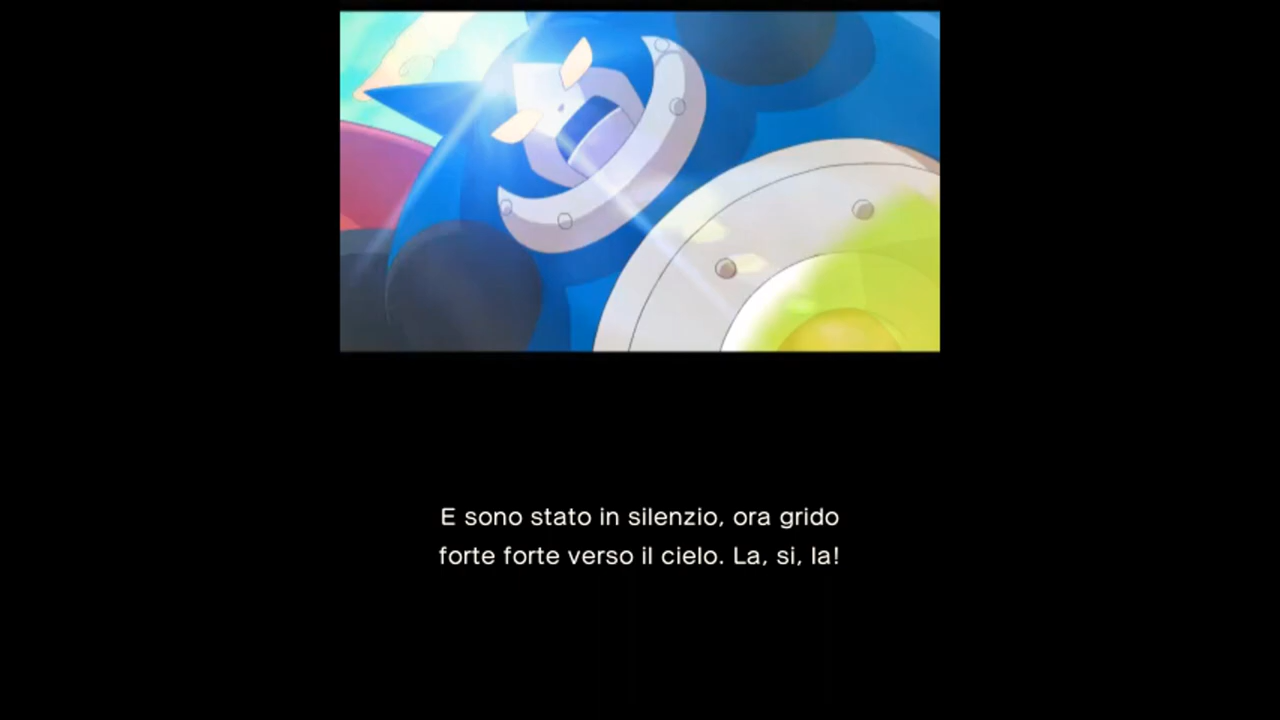 E sono stato in silenzio, ora grido
forte forte verso il cielo. La, si, la!